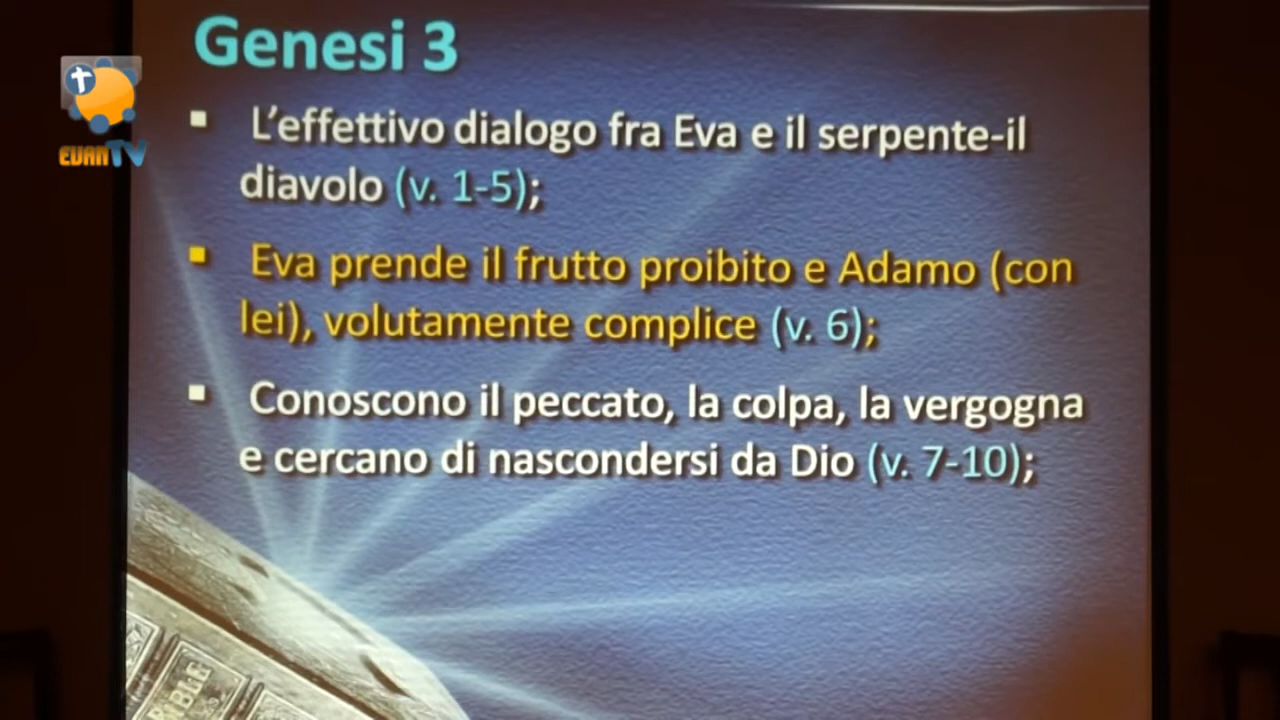 Genesi 3
L'effettivo dialogo fra Eva e il serpente-il
diavolo (v. 1-5);
Eva prende il frutto proibito e Adamo (con
lei), volutamente complice (v. 6);
Conoscono il peccato, la colpa, la vergogna
e cercano di nascondersi da Dio (v. 7-10);
EVANTV
BIBLE